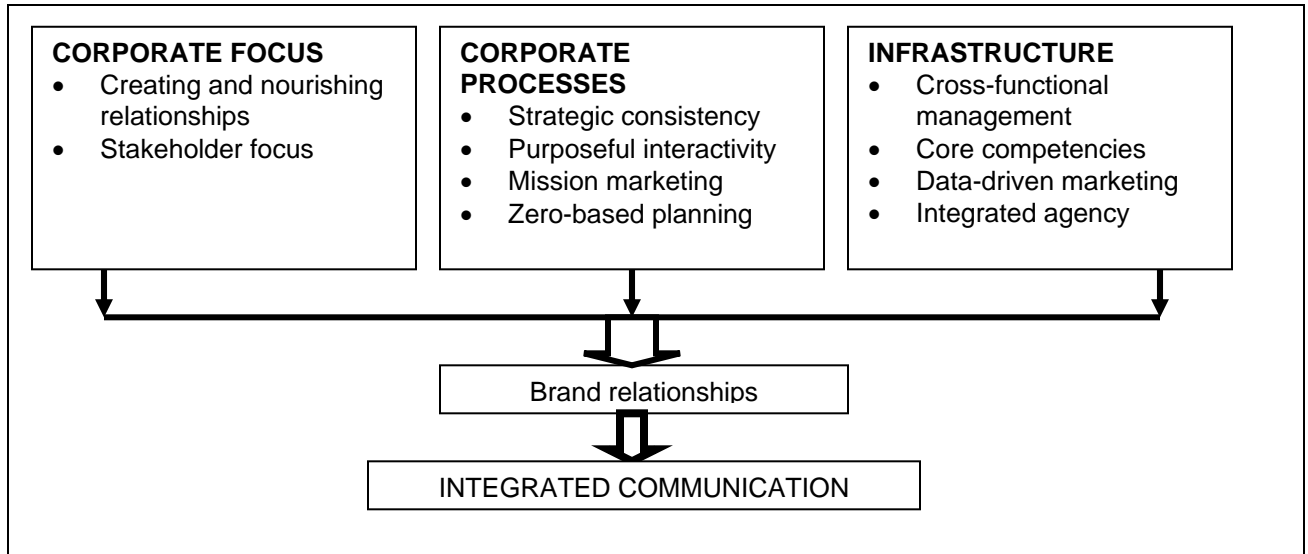 CORPORATE FOCUS
• Creating and nourishing
relationships
• Stakeholder focus
CORPORATE
PROCESSES
• Strategic consistency
• Purposeful interactivity
• Mission marketing
• Zero-based planning
INFRASTRUCTURE
• Cross-functional
management
• Core competencies
• Data-driven marketing
• Integrated agency
Brand relationships
INTEGRATED COMMUNICATION